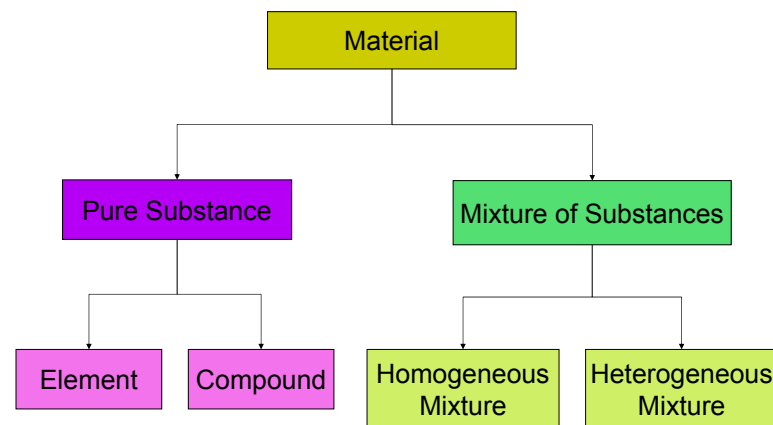 Material
Pure Substance
Mixture of Substances
Element
Compound
Homogeneous
Mixture
Heterogeneous
Mixture